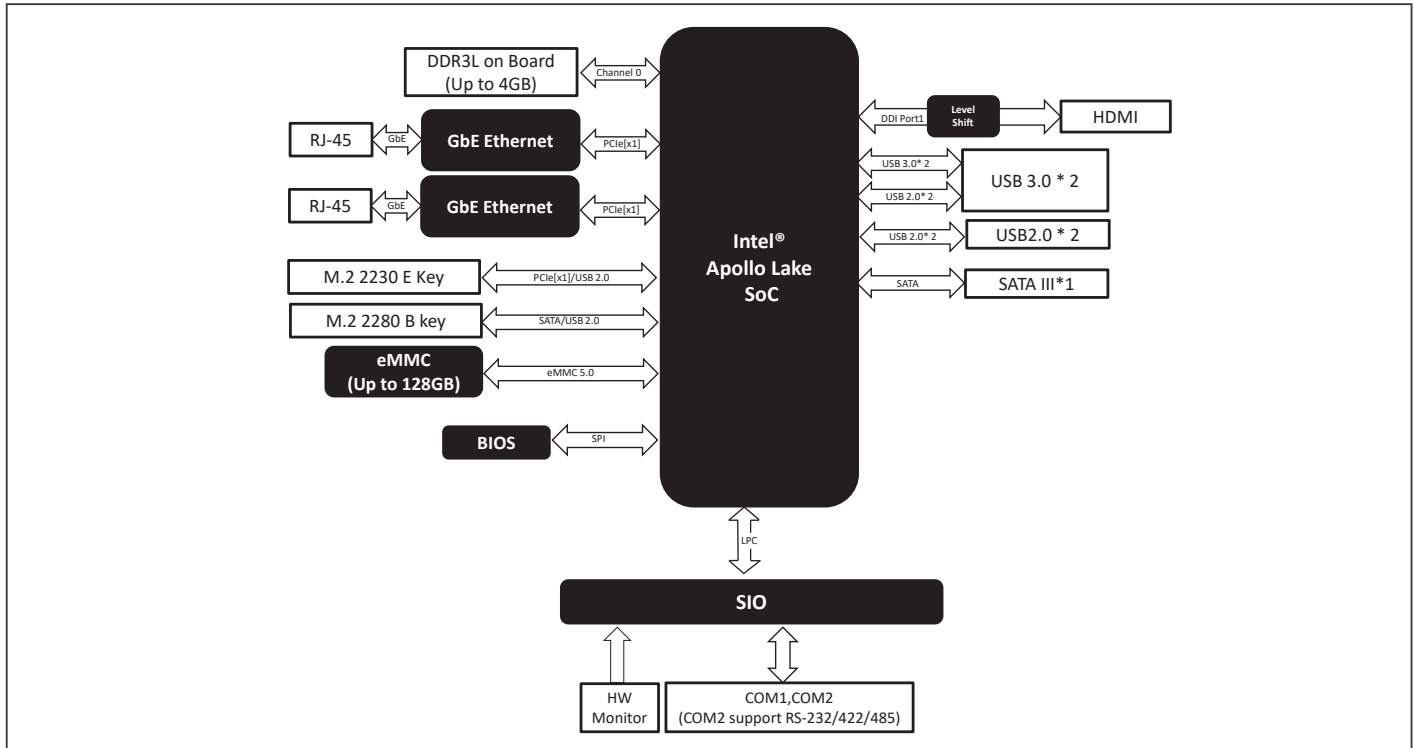 DDR3L on Board
(Up to 4GB)
Channel 0
RJ-45
GbE
GbE Ethernet
PCIe[x1]
RJ-45
GbE
GbE Ethernet
PCIe[x1]
M.2 2230 E Key
PCIe[x1]/USB 2.0
M.2 2280 B key
SATA/USB 2.0
eMMC
(Up to 128GB)
eMMC 5.0
BIOS
SPI
Intel®
Apollo Lake
SoC
DDI Port1
Level
Shift
HDMI
USB 3.0* 2
USB 2.0* 2
USB 3.0 * 2
USB 2.0* 2
USB2.0 * 2
SATA
SATA III*1
LPC
SIO
HW
Monitor
COM1,COM2
(COM2 support RS-232/422/485)